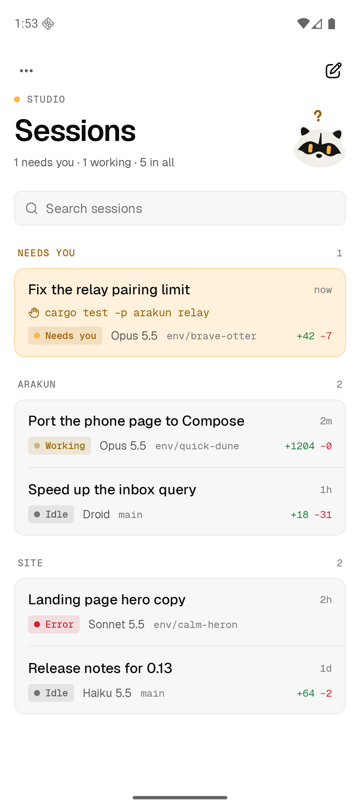 1:53
•••
STUDIO
?
Sessions
1 needs you · 1 working · 5 in all
Search sessions
NEEDS YOU 1
Fix the relay pairing limit now
cargo test -p arakun relay
Needs you Opus 5.5 env/brave-otter +42 −7
ARAKUN 2
Port the phone page to Compose 2m
Working Opus 5.5 env/quick-dune +1204 −0
Speed up the inbox query 1h
Idle Droid main +18 −31
SITE 2
Landing page hero copy 2h
Error Sonnet 5.5 env/calm-heron
Release notes for 0.13 1d
Idle Haiku 5.5 main +64 −2